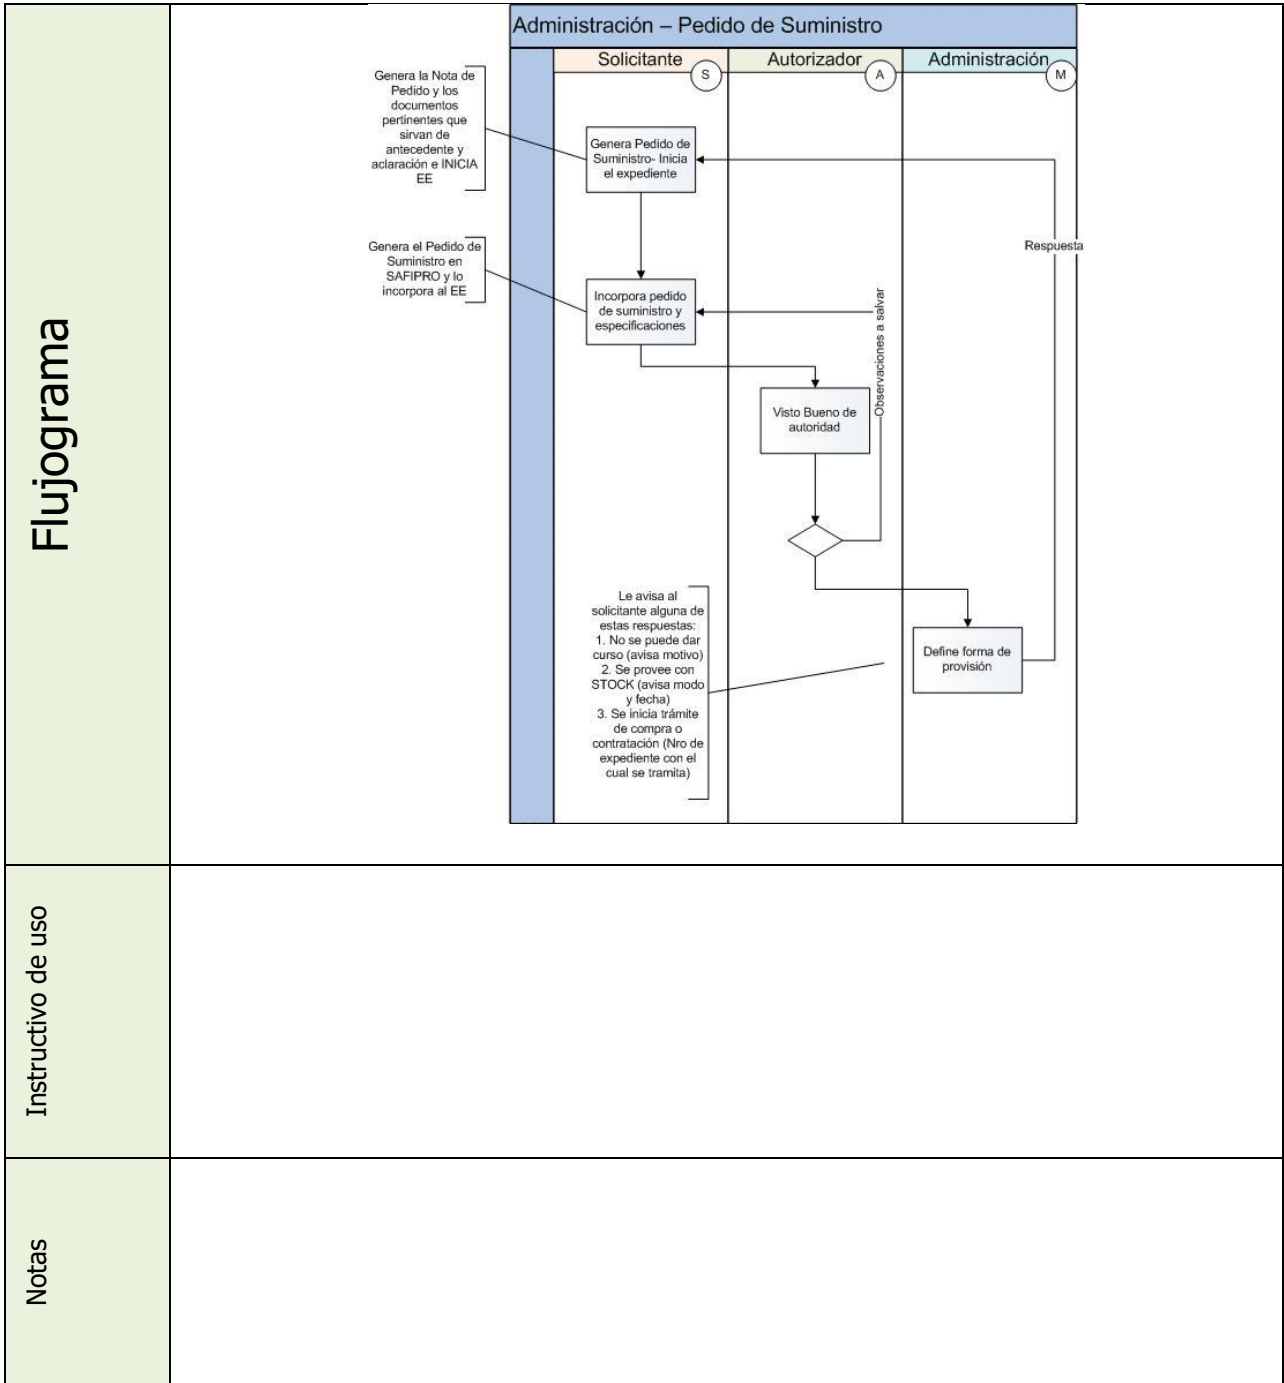 Flujograma
Administración – Pedido de Suministro
Solicitante
S
Autorizador
A
Administración
M
Genera la Nota de
Pedido y los
documentos
pertinentes que
sirvan de
antecedente y
aclaración e INICIA
EE
Genera Pedido de
Suministro- Inicia
el expediente
Respuesta
Genera el Pedido de
Suministro en
SAFIPRO y lo
incorpora al EE
Incorpora pedido
de suministro y
especificaciones
Observaciones a salvar
Visto Bueno de
autoridad
Le avisa al
solicitante alguna de
estas respuestas:
1. No se puede dar
curso (avisa motivo)
2. Se provee con
STOCK (avisa modo
y fecha)
3. Se inicia trámite
de compra o
contratación (Nro de
expediente con el
cual se tramita)
Define forma de
provisión
Instructivo de uso
Notas